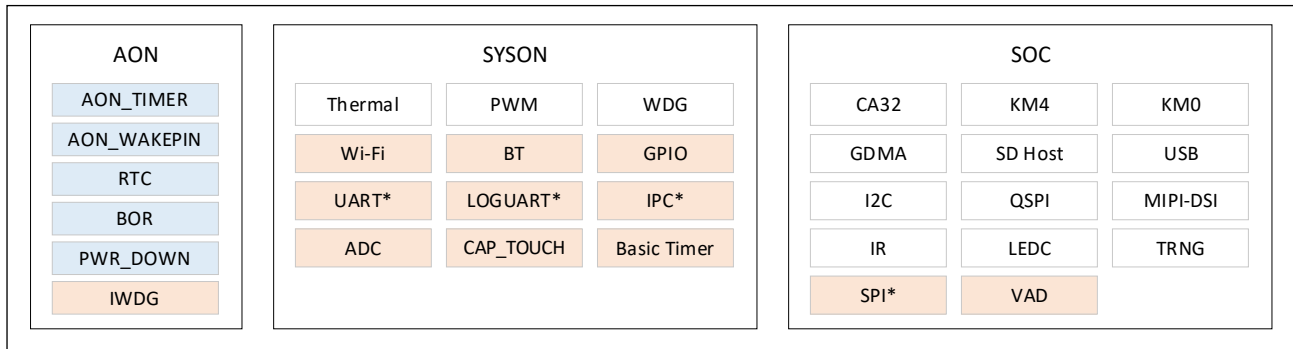 AON
AON_TIMER
AON_WAKEPIN
RTC
BOR
PWR_DOWN
IWDG
SYSON
Thermal PWM WDG
Wi-Fi BT GPIO
UART* LOGUART* IPC*
ADC CAP_TOUCH Basic Timer
SOC
CA32 KM4 KM0
GDMA SD Host USB
I2C QSPI MIPI-DSI
IR LEDC TRNG
SPI* VAD